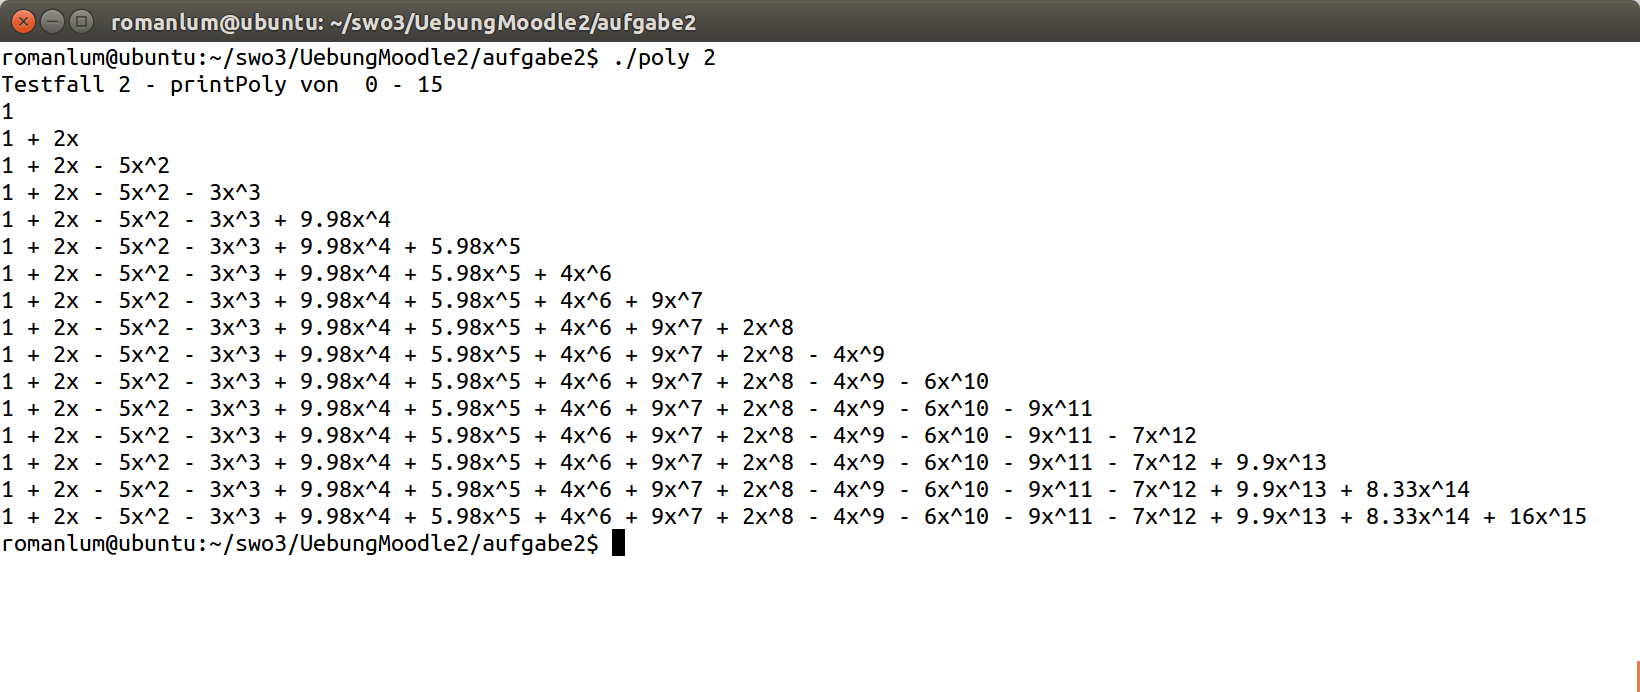 romanlum@ubuntu: ~/swo3/UebungMoodle2/aufgabe2
romanlum@ubuntu:~/swo3/UebungMoodle2/aufgabe2$ ./poly 2
Testfall 2 - printPoly von  0 - 15
1
1 + 2x
1 + 2x - 5x^2
1 + 2x - 5x^2 - 3x^3
1 + 2x - 5x^2 - 3x^3 + 9.98x^4
1 + 2x - 5x^2 - 3x^3 + 9.98x^4 + 5.98x^5
1 + 2x - 5x^2 - 3x^3 + 9.98x^4 + 5.98x^5 + 4x^6
1 + 2x - 5x^2 - 3x^3 + 9.98x^4 + 5.98x^5 + 4x^6 + 9x^7
1 + 2x - 5x^2 - 3x^3 + 9.98x^4 + 5.98x^5 + 4x^6 + 9x^7 + 2x^8
1 + 2x - 5x^2 - 3x^3 + 9.98x^4 + 5.98x^5 + 4x^6 + 9x^7 + 2x^8 - 4x^9
1 + 2x - 5x^2 - 3x^3 + 9.98x^4 + 5.98x^5 + 4x^6 + 9x^7 + 2x^8 - 4x^9 - 6x^10
1 + 2x - 5x^2 - 3x^3 + 9.98x^4 + 5.98x^5 + 4x^6 + 9x^7 + 2x^8 - 4x^9 - 6x^10 - 9x^11
1 + 2x - 5x^2 - 3x^3 + 9.98x^4 + 5.98x^5 + 4x^6 + 9x^7 + 2x^8 - 4x^9 - 6x^10 - 9x^11 - 7x^12
1 + 2x - 5x^2 - 3x^3 + 9.98x^4 + 5.98x^5 + 4x^6 + 9x^7 + 2x^8 - 4x^9 - 6x^10 - 9x^11 - 7x^12 + 9.9x^13
1 + 2x - 5x^2 - 3x^3 + 9.98x^4 + 5.98x^5 + 4x^6 + 9x^7 + 2x^8 - 4x^9 - 6x^10 - 9x^11 - 7x^12 + 9.9x^13 + 8.33x^14
1 + 2x - 5x^2 - 3x^3 + 9.98x^4 + 5.98x^5 + 4x^6 + 9x^7 + 2x^8 - 4x^9 - 6x^10 - 9x^11 - 7x^12 + 9.9x^13 + 8.33x^14 + 16x^15
romanlum@ubuntu:~/swo3/UebungMoodle2/aufgabe2$